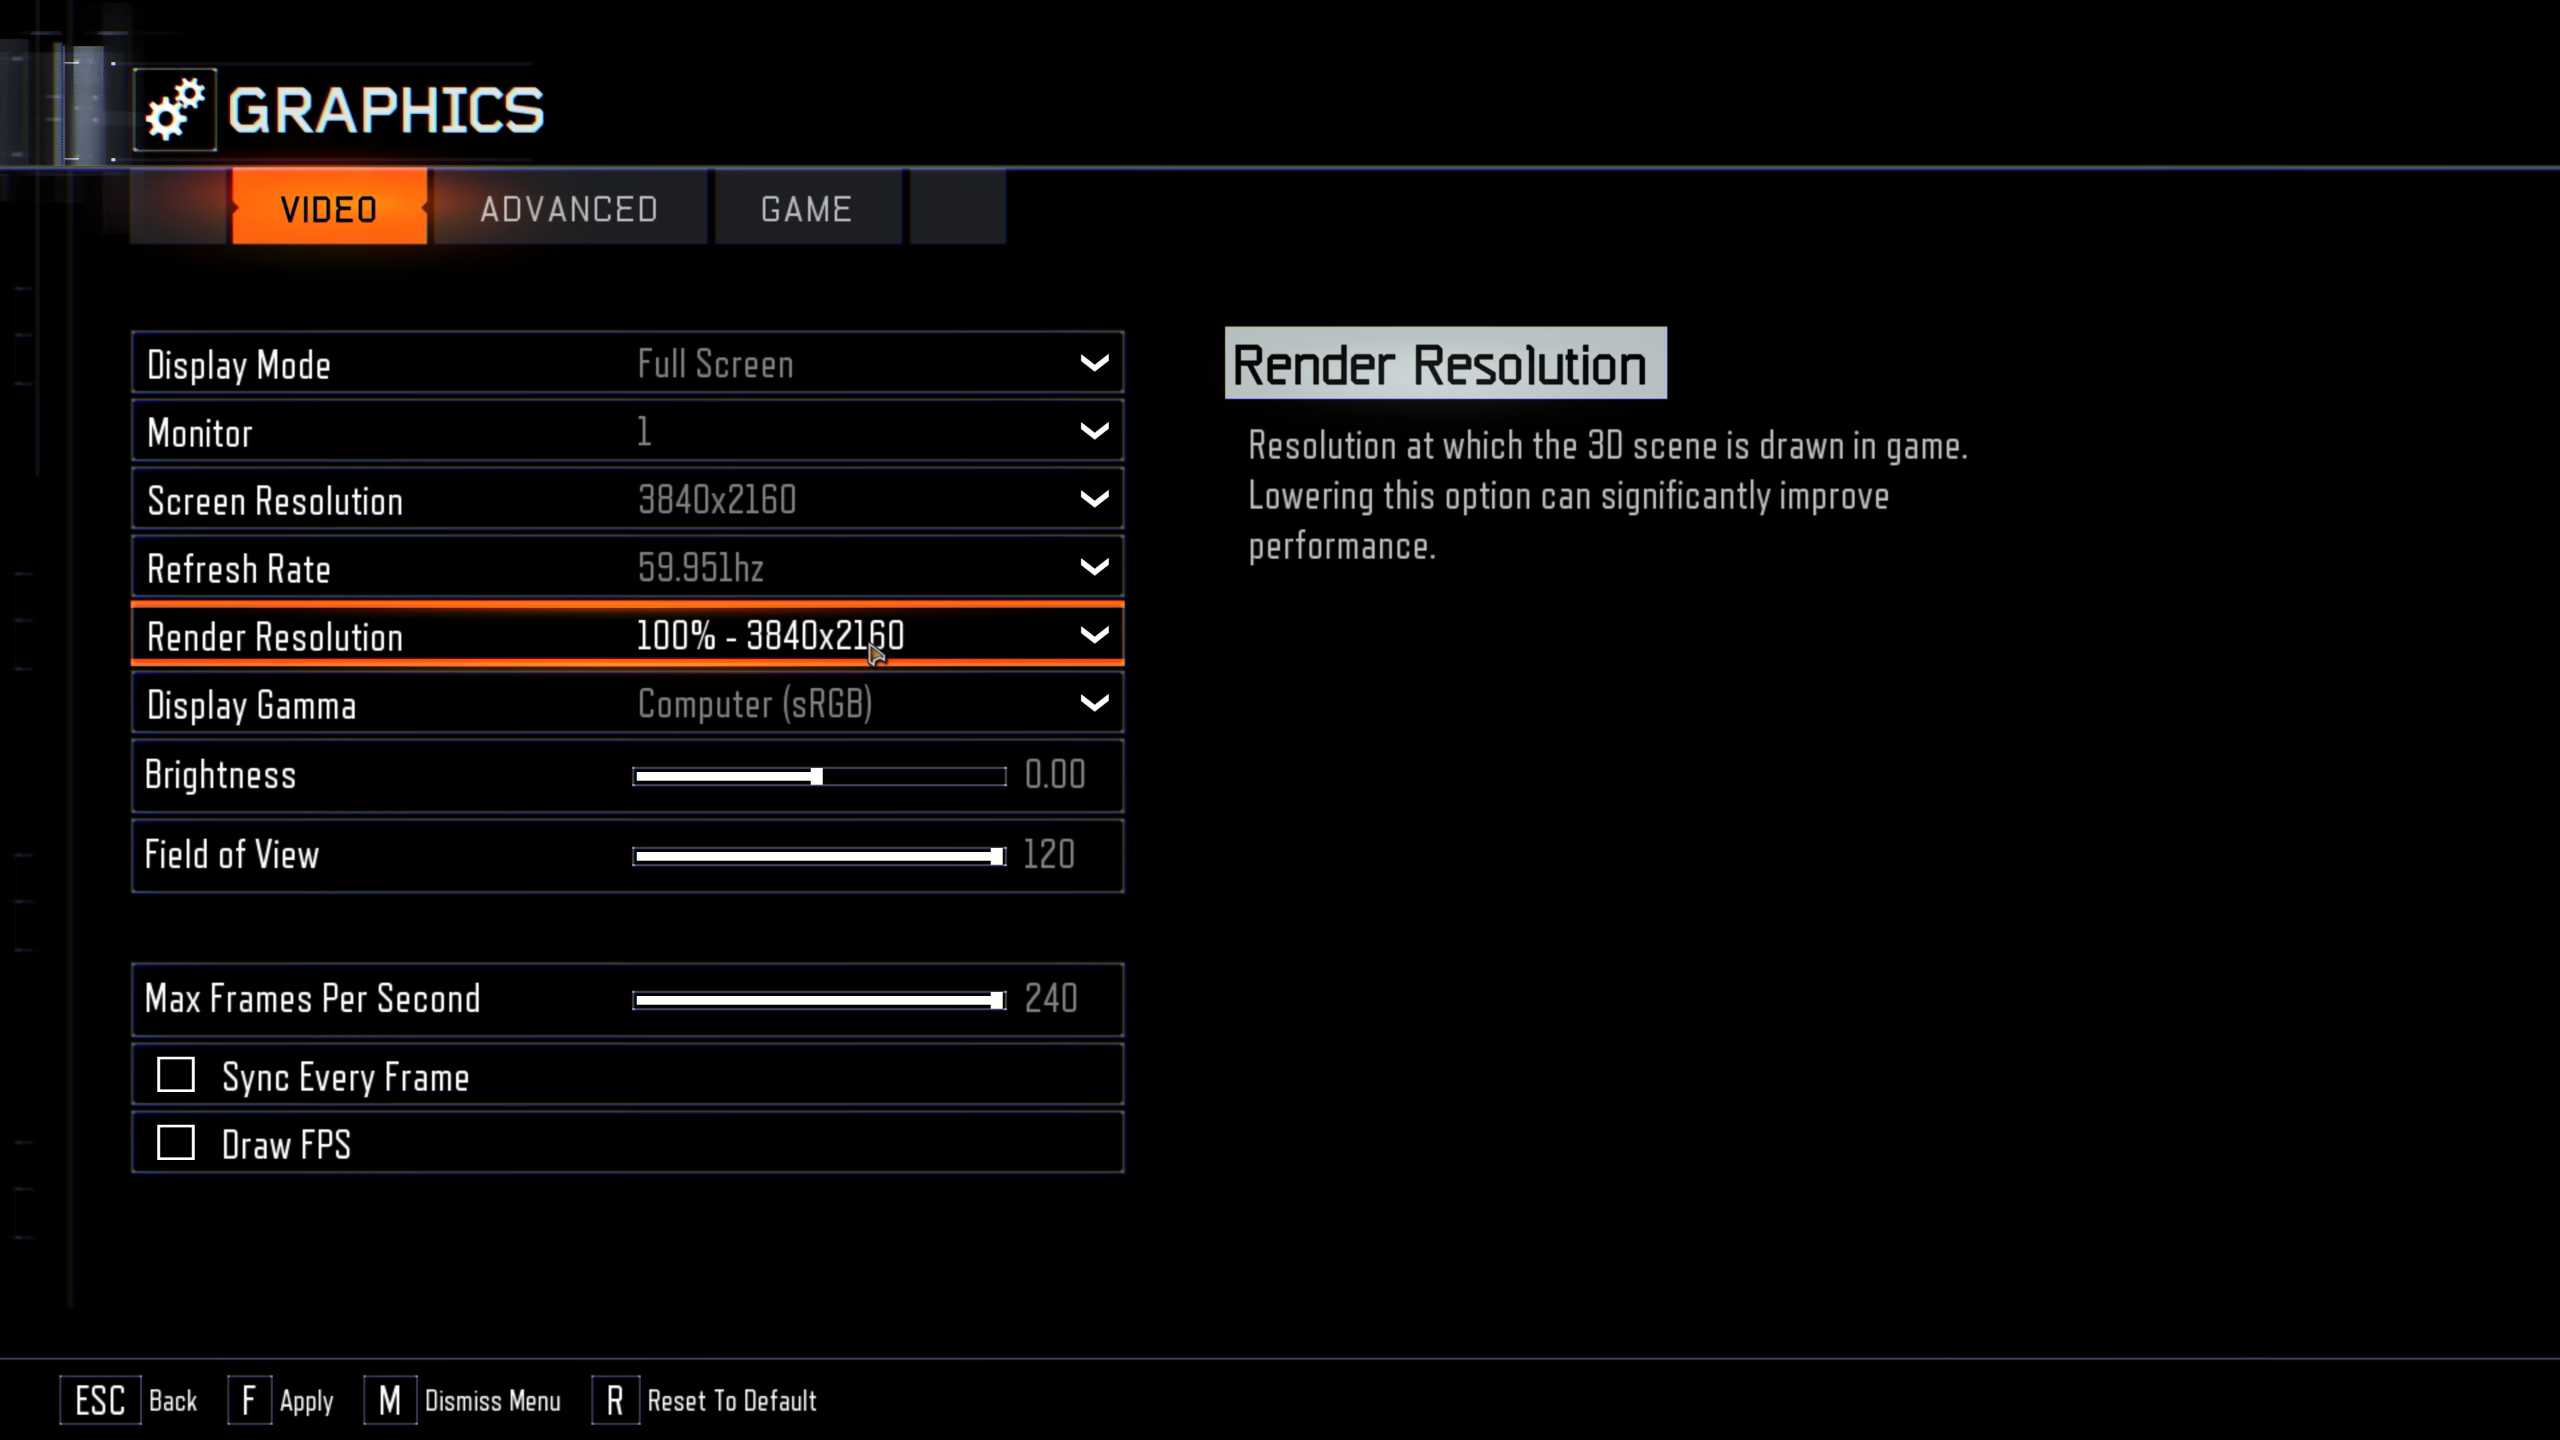 GRAPHICS
VIDEO ADVANCED GAME
Display Mode Full Screen
Monitor 1
Screen Resolution 3840x2160
Refresh Rate 59.951hz
Render Resolution 100% - 3840x2160
Display Gamma Computer (sRGB)
Brightness 0.00
Field of View 120
Max Frames Per Second 240
Sync Every Frame
Draw FPS
Render Resolution
Resolution at which the 3D scene is drawn in game.
Lowering this option can significantly improve
performance.
ESC Back F Apply M Dismiss Menu R Reset To Default